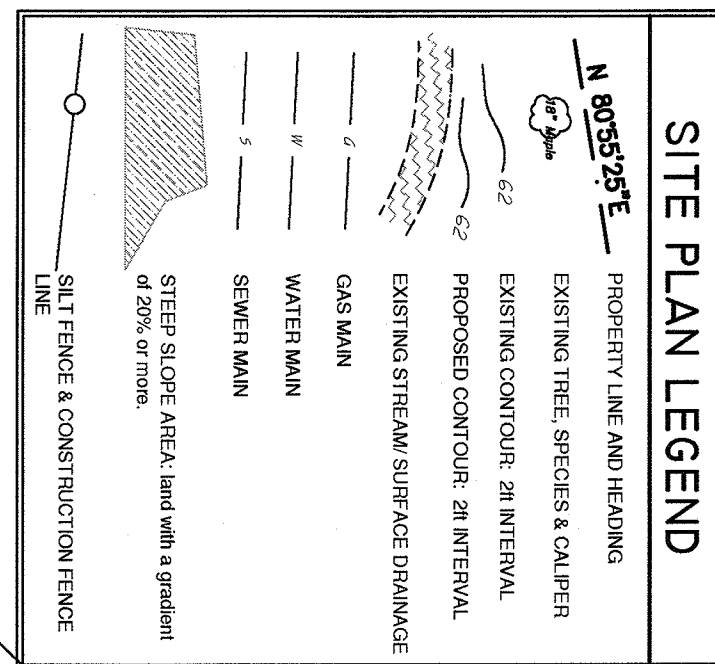 SITE PLAN LEGEND
N 80°55'25"E
PROPERTY LINE AND HEADING
18" Maple
EXISTING TREE, SPECIES & CALIPER
62
EXISTING CONTOUR: 2ft INTERVAL
62
PROPOSED CONTOUR: 2ft INTERVAL
EXISTING STREAM/ SURFACE DRAINAGE
G
GAS MAIN
W
WATER MAIN
S
SEWER MAIN
STEEP SLOPE AREA: land with a gradient
of 20% or more.
SILT FENCE & CONSTRUCTION FENCE
LINE